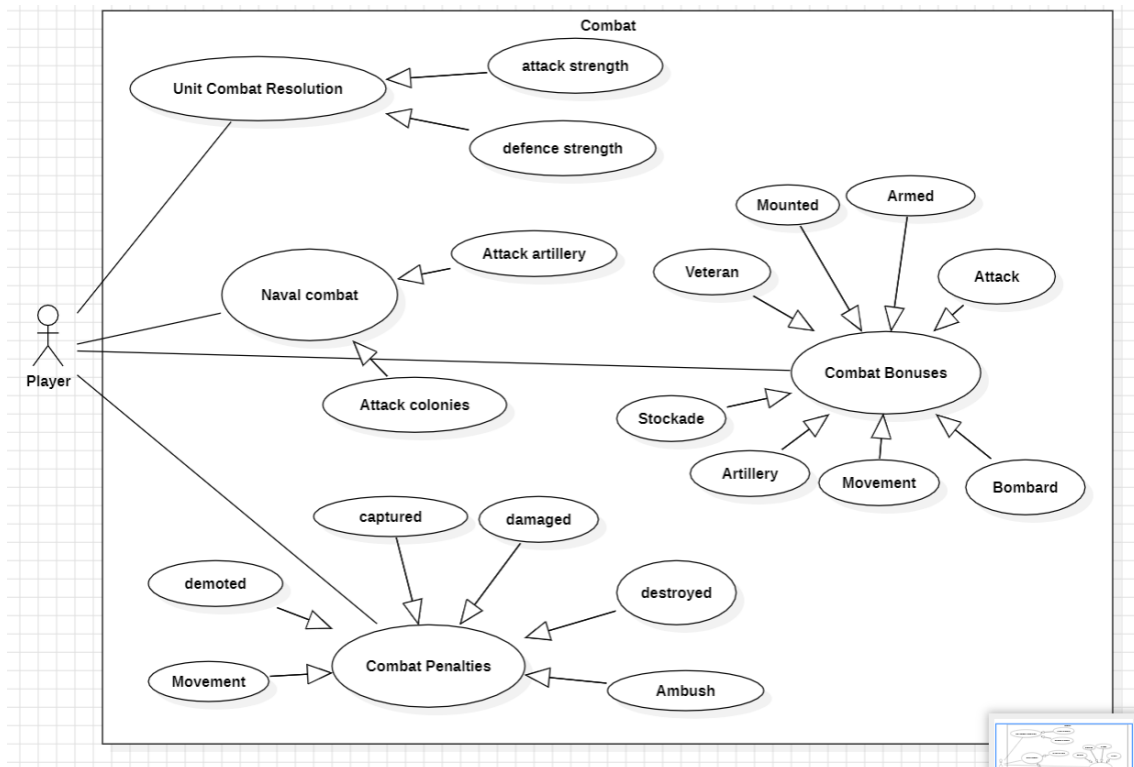 Combat
attack strength
Unit Combat Resolution
defence strength
Mounted
Armed
Attack artillery
Veteran
Attack
Naval combat
Player
Combat Bonuses
Attack colonies
Stockade
Artillery
Movement
Bombard
captured
damaged
demoted
destroyed
Combat Penalties
Movement
Ambush